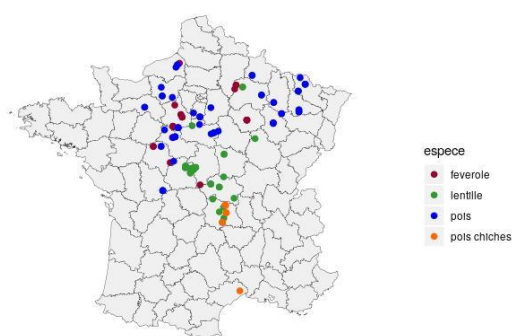 espece
feverole
lentille
pois
pois chiches